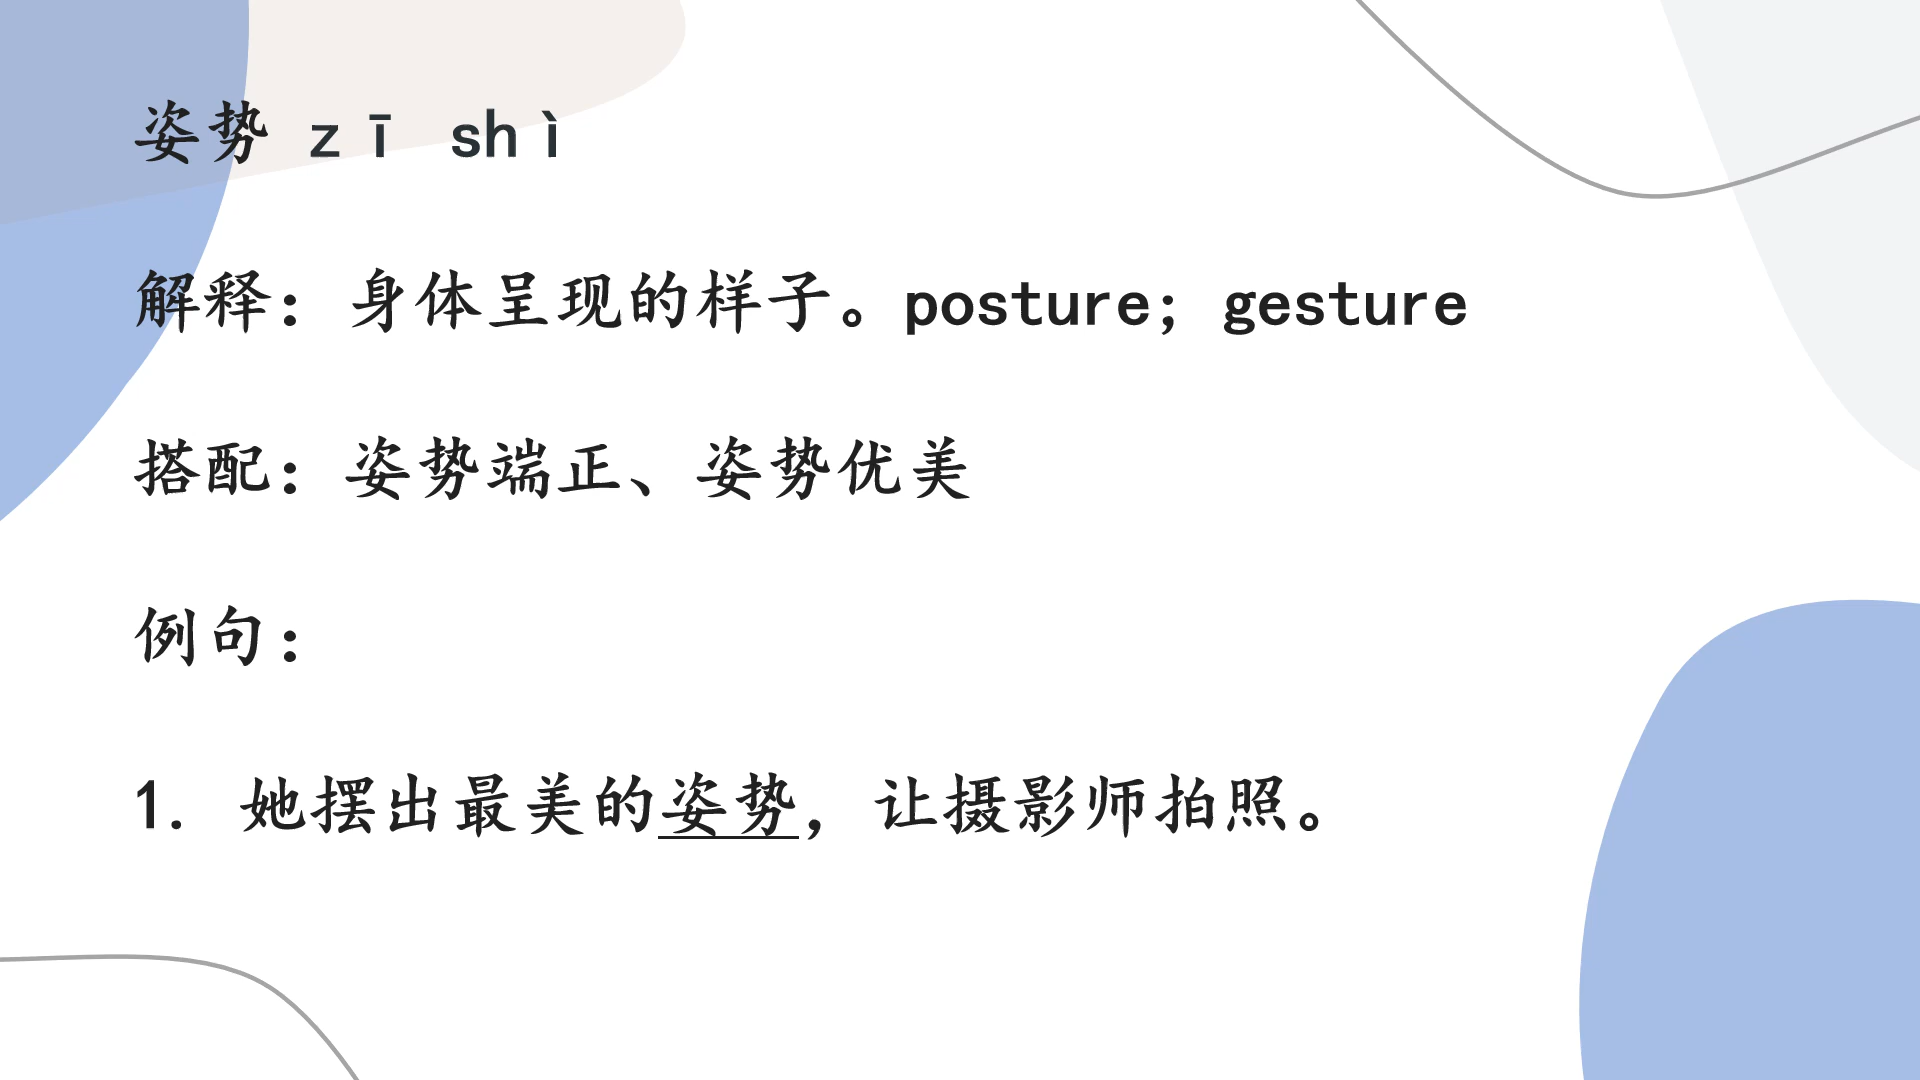 姿势 zī shì
解释：身体呈现的样子。posture; gesture
搭配：姿势端正、姿势优美
例句：
1. 她摆出最美的姿势，让摄影师拍照。